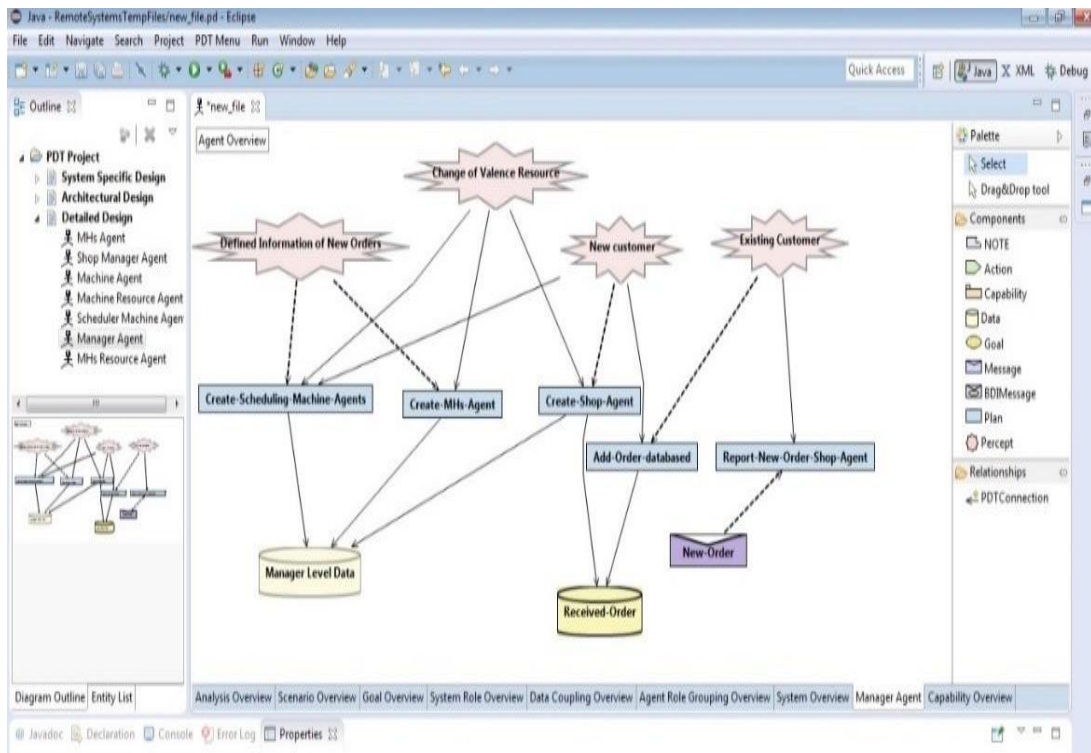 Java - RemoteSystemsTempFiles/new_file.pd - Eclipse
File Edit Navigate Search Project PDT Menu Run Window Help
Quick Access
Java XML Debug
Outline
PDT Project
System Specific Design
Architectural Design
Detailed Design
MHs Agent
Shop Manager Agent
Machine Agent
Machine Resource Agent
Scheduler Machine Agen
Manager Agent
MHs Resource Agent
Diagram Outline Entity List
*new_file
Agent Overview
Change of Valence Resource
Defined Information of New Orders
New customer
Existing Customer
Create-Scheduling-Machine-Agents
Create-MHs-Agent
Create-Shop-Agent
Add-Order-databased
Report-New-Order-Shop-Agent
New-Order
Manager Level Data
Received-Order
Palette
Select
Drag&Drop tool
Components
NOTE
Action
Capability
Data
Goal
Message
BDIMessage
Plan
Percept
Relationships
PDTConnection
Analysis Overview Scenario Overview Goal Overview System Role Overview Data Coupling Overview Agent Role Grouping Overview System Overview Manager Agent Capability Overview
@ Javadoc Declaration Console Error Log Properties